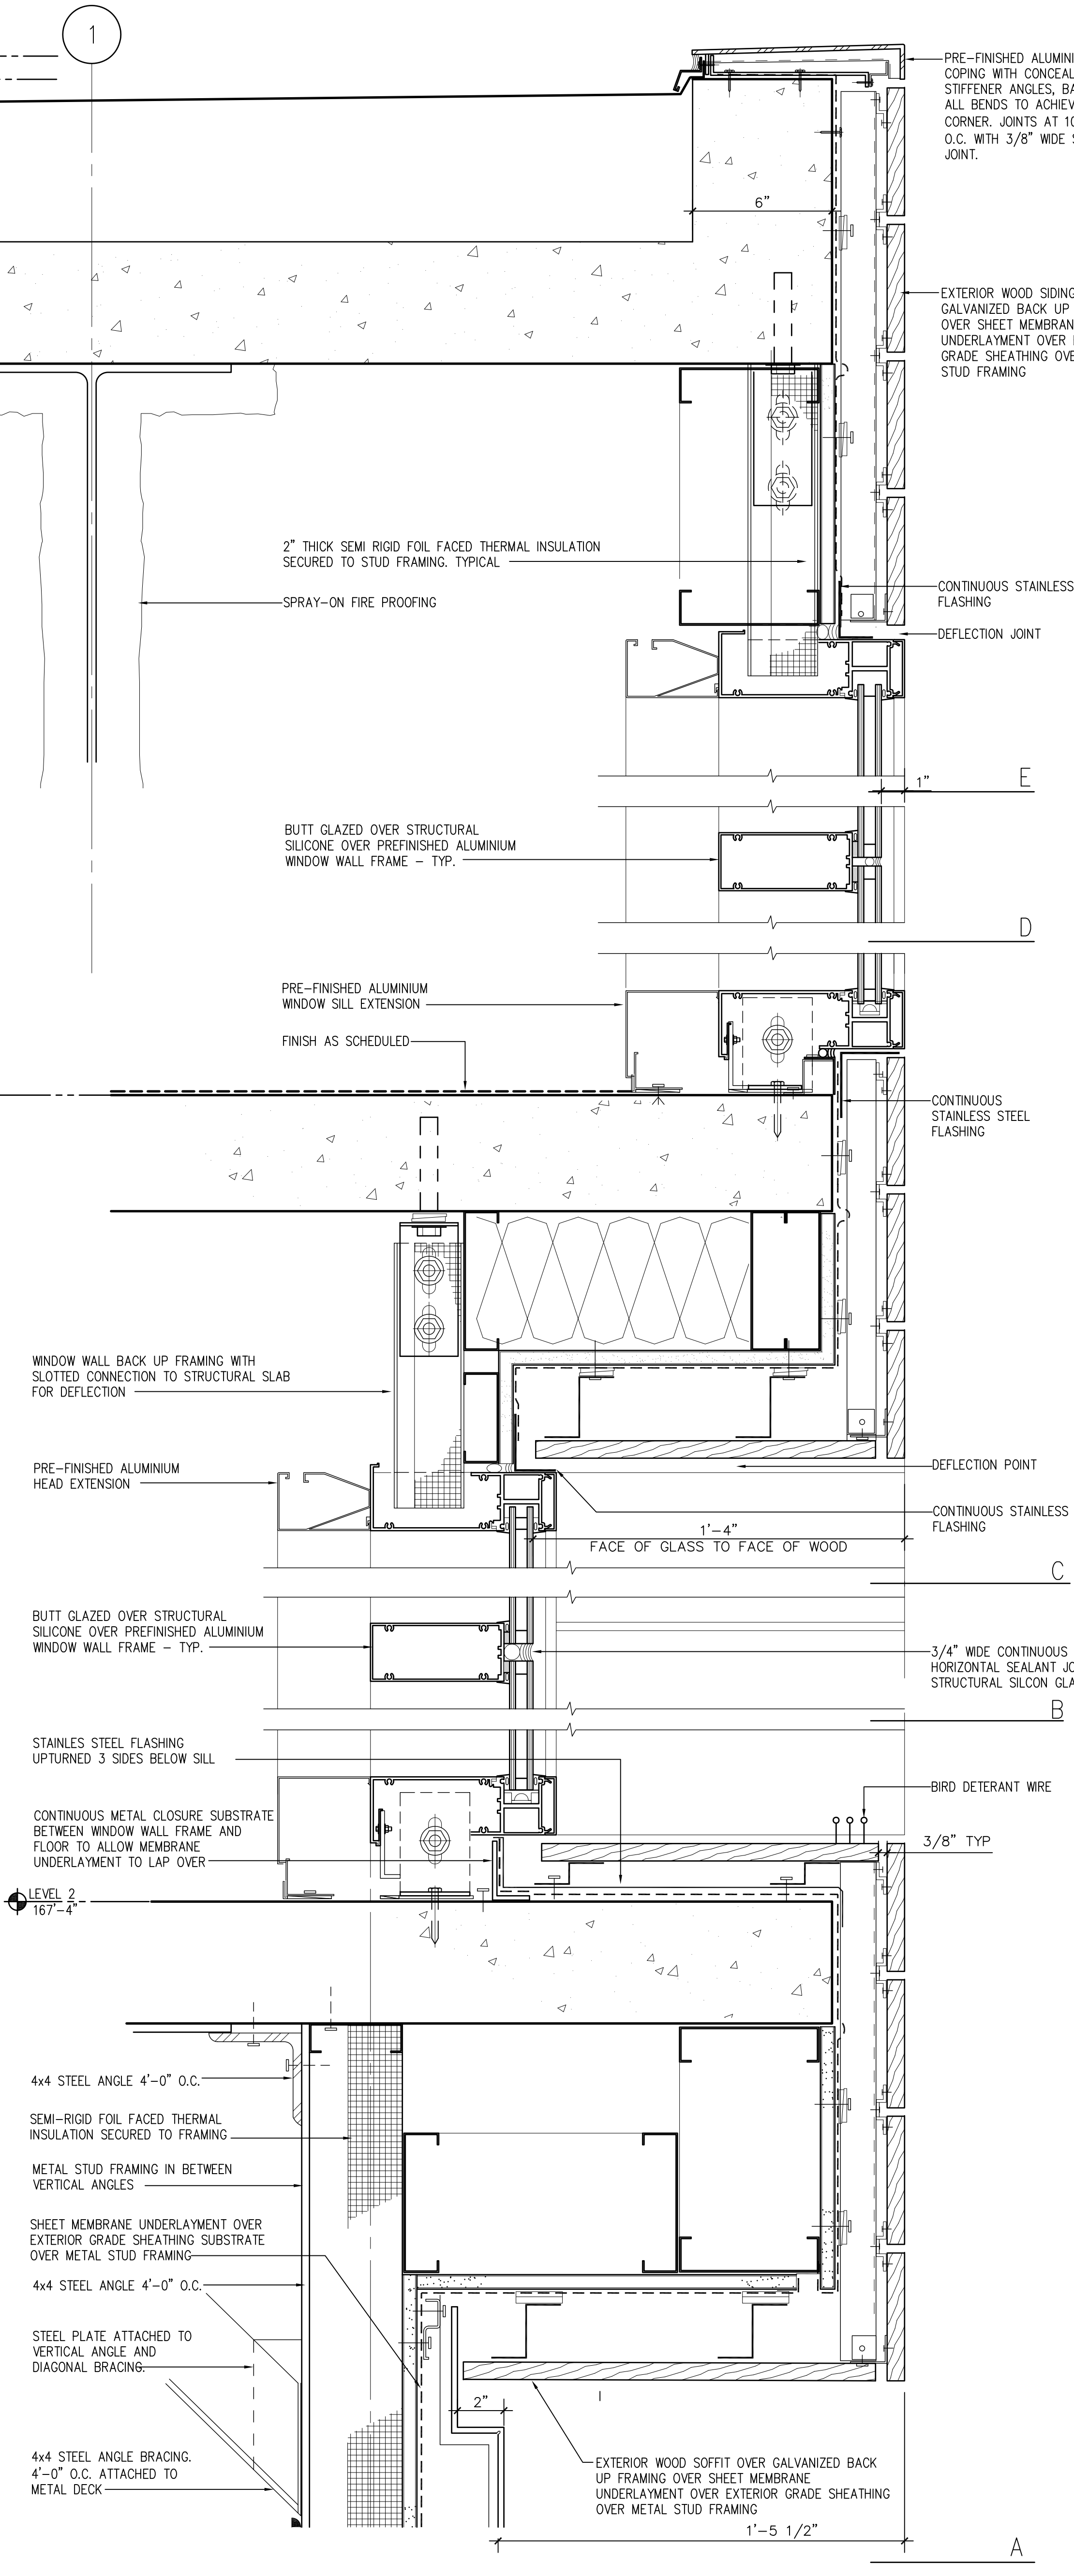 1
PRE-FINISHED
COPING WITH
STIFFENER ANGLES,
ALL BENDS TO
CORNER. JOINTS AT
O.C. WITH 3/8" WIDE
JOINT.
6"
EXTERIOR WOOD SIDING
GALVANIZED BACK UP
OVER SHEET
UNDERLAYMENT OVER
GRADE SHEATHING
STUD FRAMING
2" THICK SEMI RIGID FOIL FACED THERMAL INSULATION
SECURED TO STUD FRAMING. TYPICAL
CONTINUOUS STAINLESS
FLASHING
SPRAY-ON FIRE PROOFING
DEFLECTION JOINT
1"
E
BUTT GLAZED OVER STRUCTURAL
SILICONE OVER PREFINISHED ALUMINIUM
WINDOW WALL FRAME - TYP.
D
PRE-FINISHED ALUMINIUM
WINDOW SILL EXTENSION
FINISH AS SCHEDULED
CONTINUOUS
STAINLESS STEEL
FLASHING
WINDOW WALL BACK UP FRAMING WITH
SLOTTED CONNECTION TO STRUCTURAL SLAB
FOR DEFLECTION
PRE-FINISHED ALUMINIUM
HEAD EXTENSION
DEFLECTION POINT
CONTINUOUS STAINLESS
FLASHING
1'-4"
FACE OF GLASS TO FACE OF WOOD
C
BUTT GLAZED OVER STRUCTURAL
SILICONE OVER PREFINISHED ALUMINIUM
WINDOW WALL FRAME - TYP.
3/4" WIDE CONTINUOUS
HORIZONTAL SEALANT
STRUCTURAL SILCON
B
STAINLES STEEL FLASHING
UPTURNED 3 SIDES BELOW SILL
BIRD DETERANT WIRE
CONTINUOUS METAL CLOSURE SUBSTRATE
BETWEEN WINDOW WALL FRAME AND
FLOOR TO ALLOW MEMBRANE
UNDERLAYMENT TO LAP OVER
3/8" TYP
LEVEL 2
167'-4"
4x4 STEEL ANGLE 4'-0" O.C.
SEMI-RIGID FOIL FACED THERMAL
INSULATION SECURED TO FRAMING
METAL STUD FRAMING IN BETWEEN
VERTICAL ANGLES
SHEET MEMBRANE UNDERLAYMENT OVER
EXTERIOR GRADE SHEATHING SUBSTRATE
OVER METAL STUD FRAMING
4x4 STEEL ANGLE 4'-0" O.C.
STEEL PLATE ATTACHED TO
VERTICAL ANGLE AND
DIAGONAL BRACING.
2"
4x4 STEEL ANGLE BRACING.
4'-0" O.C. ATTACHED TO
METAL DECK
EXTERIOR WOOD SOFFIT OVER GALVANIZED BACK
UP FRAMING OVER SHEET MEMBRANE
UNDERLAYMENT OVER EXTERIOR GRADE SHEATHING
OVER METAL STUD FRAMING
1'-5 1/2"
A